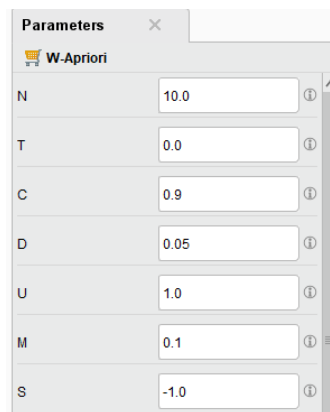 Parameters ×
W-Apriori
N 10.0
T 0.0
C 0.9
D 0.05
U 1.0
M 0.1
S -1.0